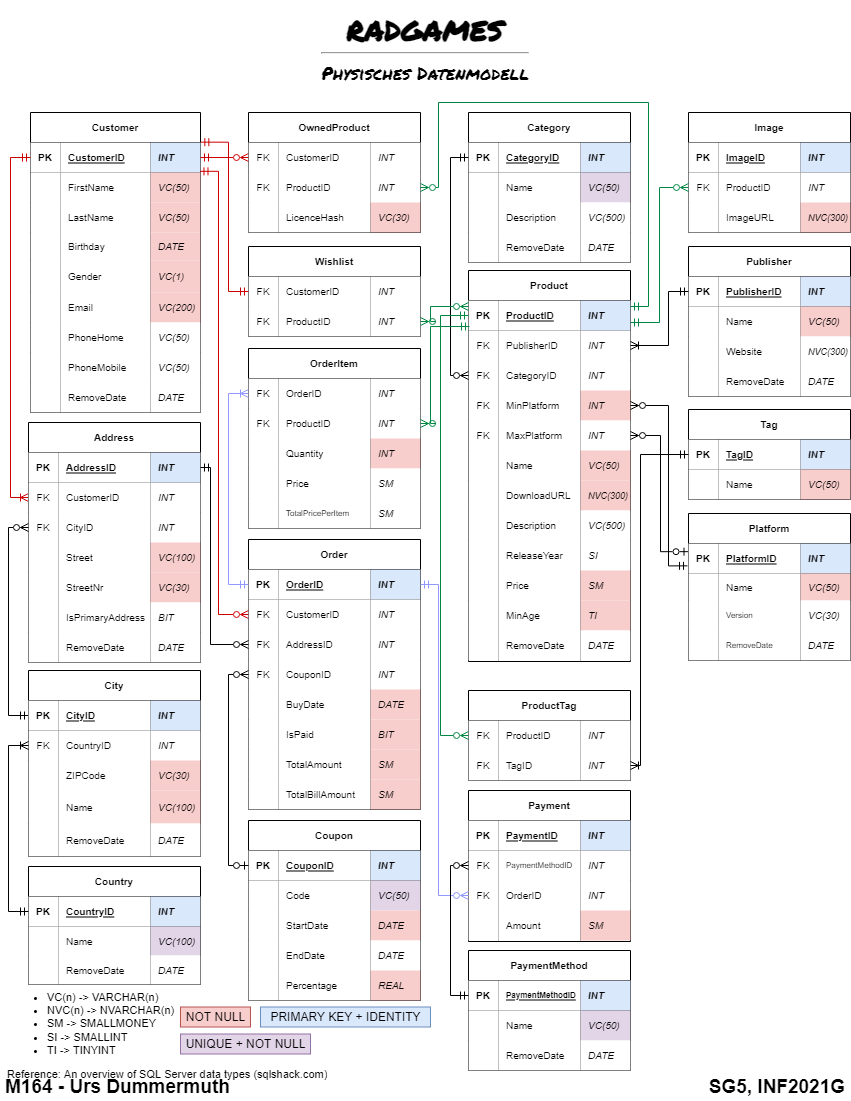 RADGAMES
Physisches Datenmodell
Customer
PK CustomerID INT
FirstName VC(50)
LastName VC(50)
Birthday DATE
Gender VC(1)
Email VC(200)
PhoneHome VC(50)
PhoneMobile VC(50)
RemoveDate DATE
Address
PK AddressID INT
FK CustomerID INT
FK CityID INT
Street VC(100)
StreetNr VC(30)
IsPrimaryAddress BIT
RemoveDate DATE
City
PK CityID INT
FK CountryID INT
ZIPCode VC(30)
Name VC(100)
RemoveDate DATE
Country
PK CountryID INT
Name VC(100)
RemoveDate DATE
OwnedProduct
FK CustomerID INT
FK ProductID INT
LicenceHash VC(30)
Wishlist
FK CustomerID INT
FK ProductID INT
OrderItem
FK OrderID INT
FK ProductID INT
Quantity INT
Price SM
TotalPricePerItem SM
Order
PK OrderID INT
FK CustomerID INT
FK AddressID INT
FK CouponID INT
BuyDate DATE
IsPaid BIT
TotalAmount SM
TotalBillAmount SM
Coupon
PK CouponID INT
Code VC(50)
StartDate DATE
EndDate DATE
Percentage REAL
Category
PK CategoryID INT
Name VC(50)
Description VC(500)
RemoveDate DATE
Product
PK ProductID INT
FK PublisherID INT
FK CategoryID INT
FK MinPlatform INT
FK MaxPlatform INT
Name VC(50)
DownloadURL NVC(300)
Description VC(500)
ReleaseYear SI
Price SM
MinAge TI
RemoveDate DATE
ProductTag
FK ProductID INT
FK TagID INT
Payment
PK PaymentID INT
FK PaymentMethodID INT
FK OrderID INT
Amount SM
PaymentMethod
PK PaymentMethodID INT
Name VC(50)
RemoveDate DATE
Image
PK ImageID INT
FK ProductID INT
ImageURL NVC(300)
Publisher
PK PublisherID INT
Name VC(50)
Website NVC(300)
RemoveDate DATE
Tag
PK TagID INT
Name VC(50)
Platform
PK PlatformID INT
Name VC(50)
Version VC(30)
RemoveDate DATE
• VC(n) -> VARCHAR(n)
• NVC(n) -> NVARCHAR(n)
• SM -> SMALLMONEY
• SI -> SMALLINT
• TI -> TINYINT
NOT NULL
PRIMARY KEY + IDENTITY
UNIQUE + NOT NULL
Reference: An overview of SQL Server data types (sqlshack.com)
M164 - Urs Dummermuth
SG5, INF2021G